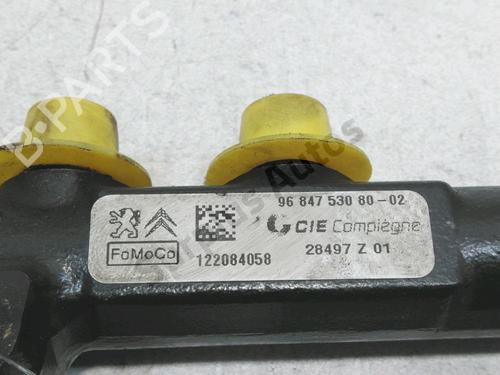 B-PARTS
96 847 530 80-02
CIE Compiègne
FoMoCo
122084058
28497 Z 01